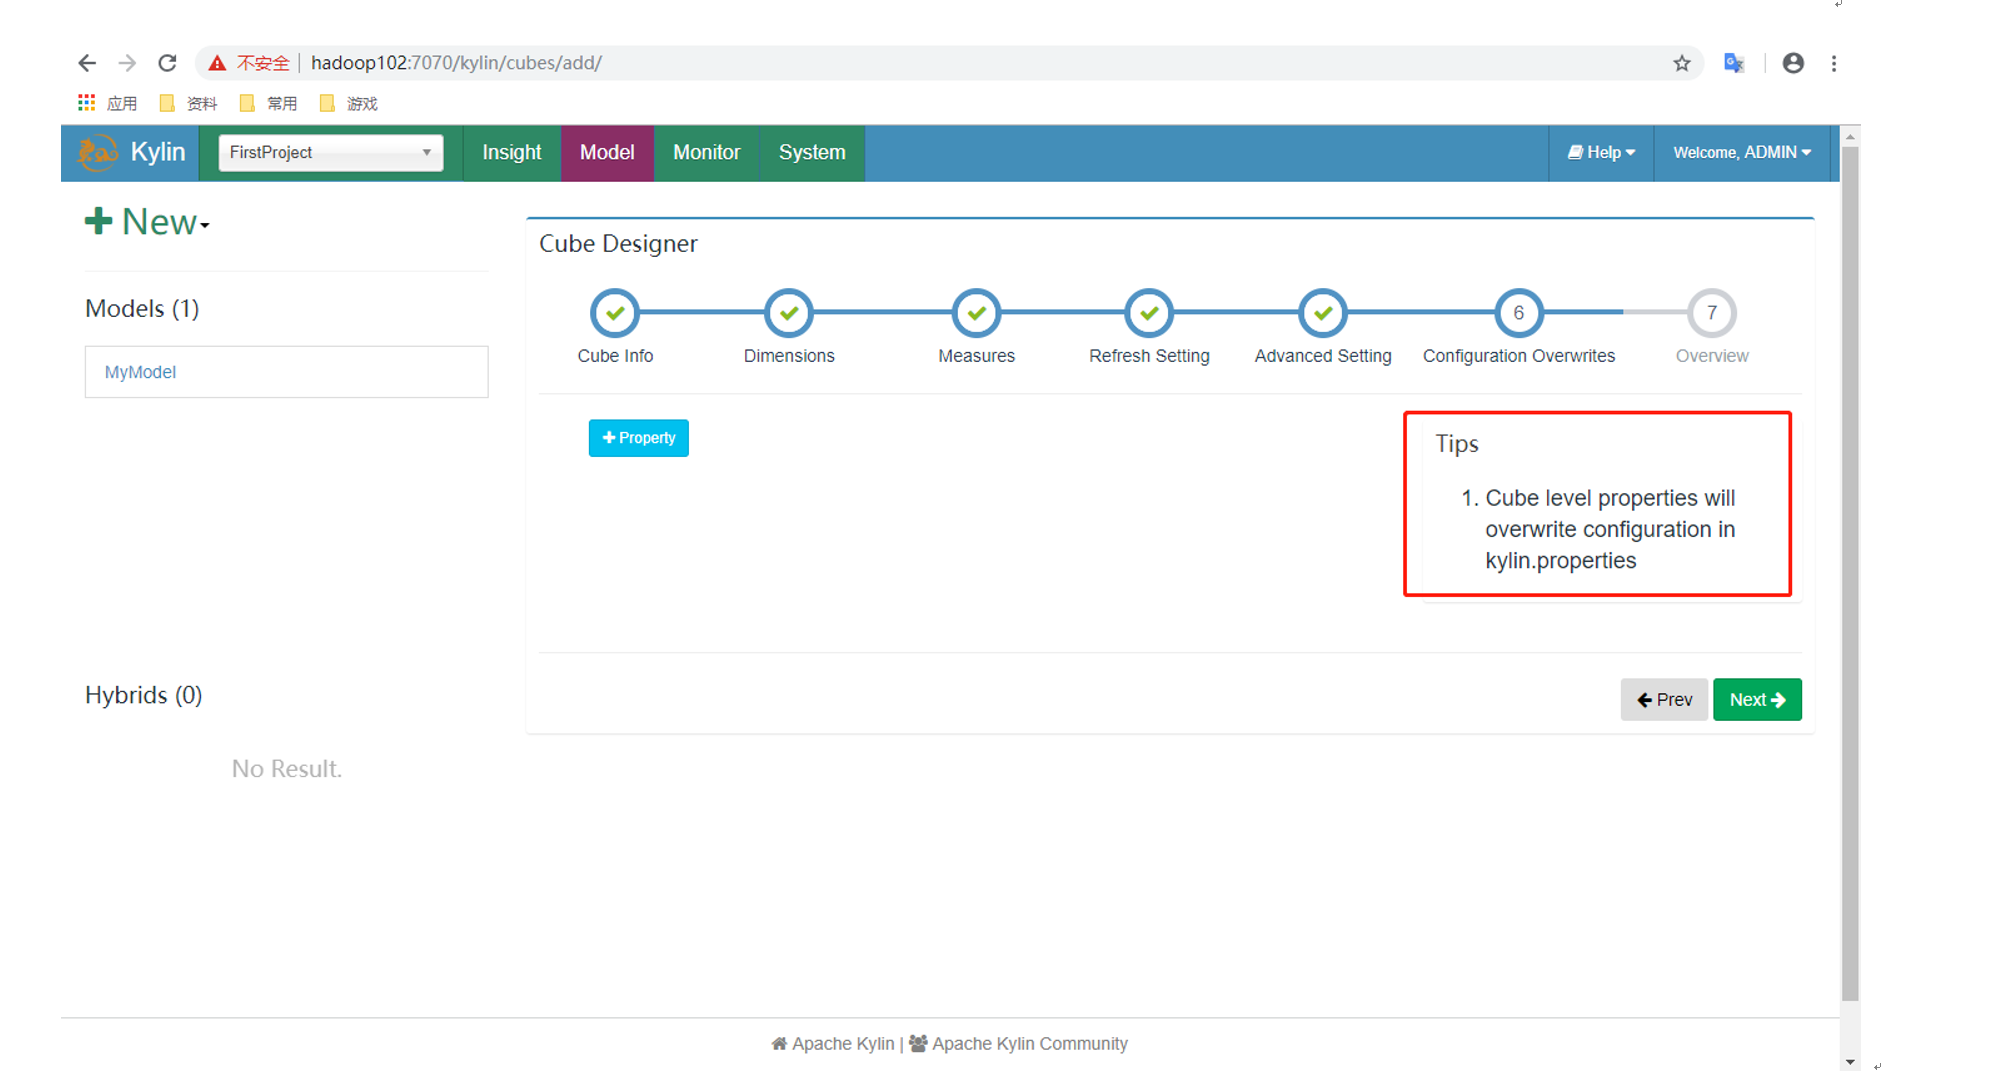 不安全 hadoop102:7070/kylin/cubes/add/
应用 资料 常用 游戏
Kylin FirstProject Insight Model Monitor System Help Welcome, ADMIN
New
Cube Designer
Models (1)
6 7
Cube Info Dimensions Measures Refresh Setting Advanced Setting Configuration Overwrites Overview
MyModel
Property
Tips
1. Cube level properties will
overwrite configuration in
kylin.properties
Hybrids (0)
Prev Next
No Result.
Apache Kylin | Apache Kylin Community